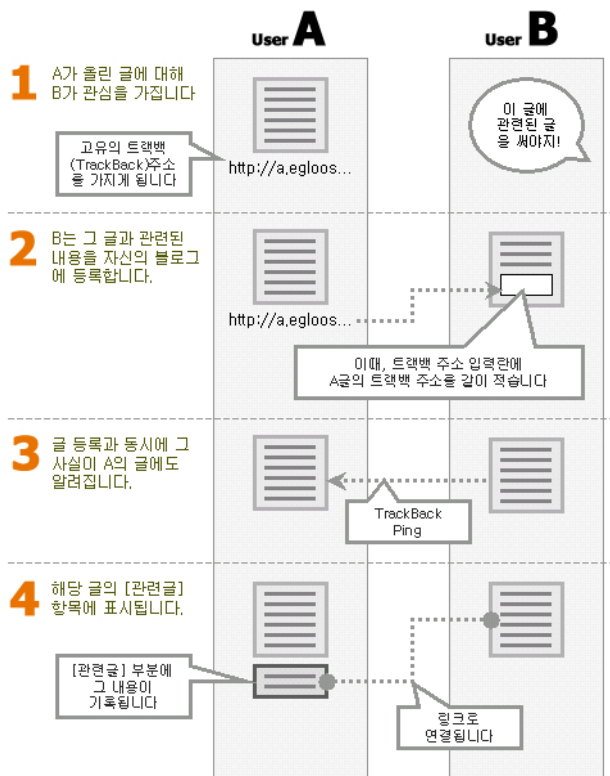 User A
User B
1
A가 올린 글에 대해
B가 관심을 가집니다
이 글에
관련된 글
을 써야지!
고유의 트랙백
(TrackBack)주소
를 가지게 됩니다
http://a.egloos...
2
B는 그 글과 관련된
내용을 자신의 블로그
에 등록합니다.
http://a.egloos...
이때, 트랙백 주소 입력란에
A글의 트랙백 주소를 같이 적습니다
3
글 등록과 동시에 그
사실이 A의 글에도
알려집니다.
TrackBack
Ping
4
해당 글의 [관련글]
항목에 표시됩니다.
[관련글] 부분에
그 내용이
기록됩니다
링크로
연결됩니다